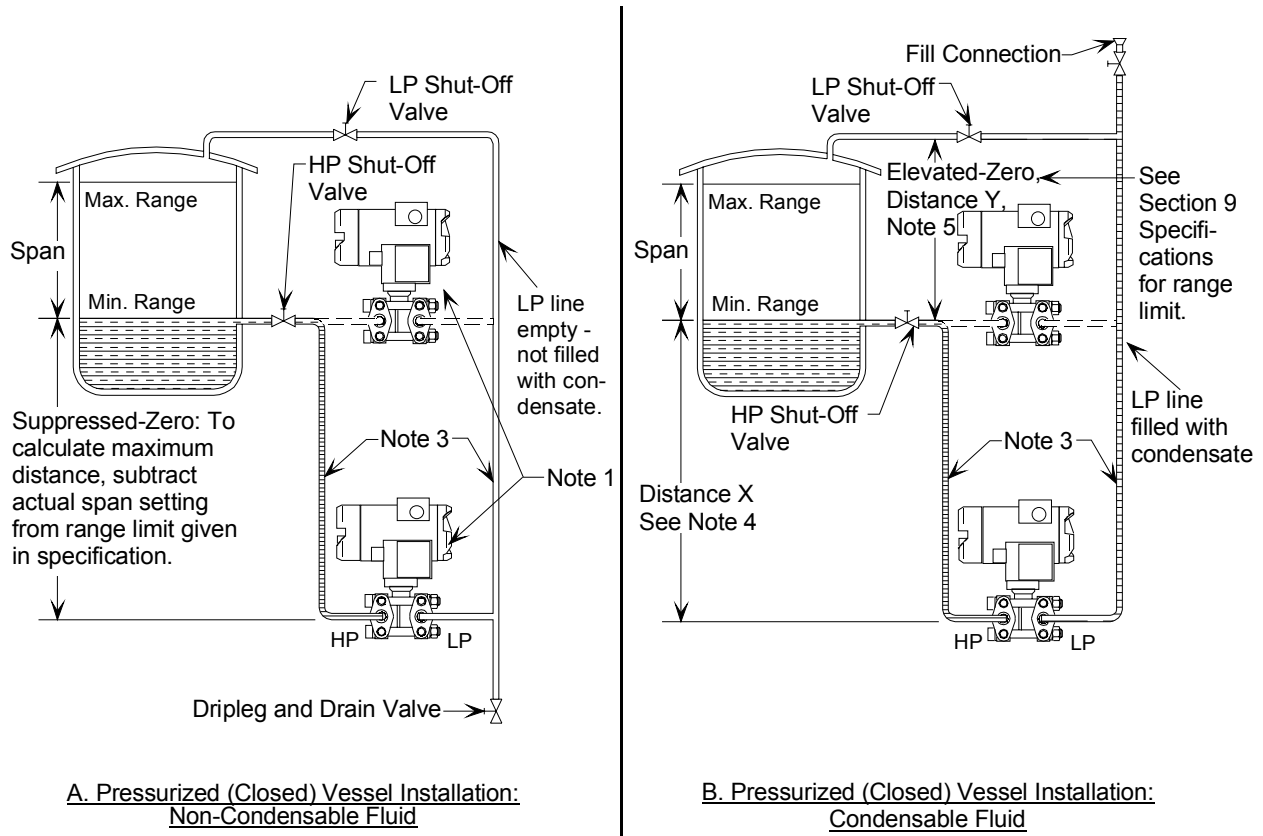 LP Shut-Off
Valve
HP Shut-Off
Valve
Max. Range
Span
Min. Range
LP line
empty -
not filled
with con-
densate.
Suppressed-Zero: To
calculate maximum
distance, subtract
actual span setting
from range limit given
in specification.
Note 3
Note 1
HP
LP
Dripleg and Drain Valve
A. Pressurized (Closed) Vessel Installation:
Non-Condensable Fluid
Fill Connection
LP Shut-Off
Valve
Elevated-Zero,
Distance Y,
Note 5
See
Section 9
Specifi-
cations
for range
limit.
Max. Range
Span
Min. Range
HP Shut-Off
Valve
LP line
filled with
condensate
Note 3
Distance X
See Note 4
HP
LP
B. Pressurized (Closed) Vessel Installation:
Condensable Fluid